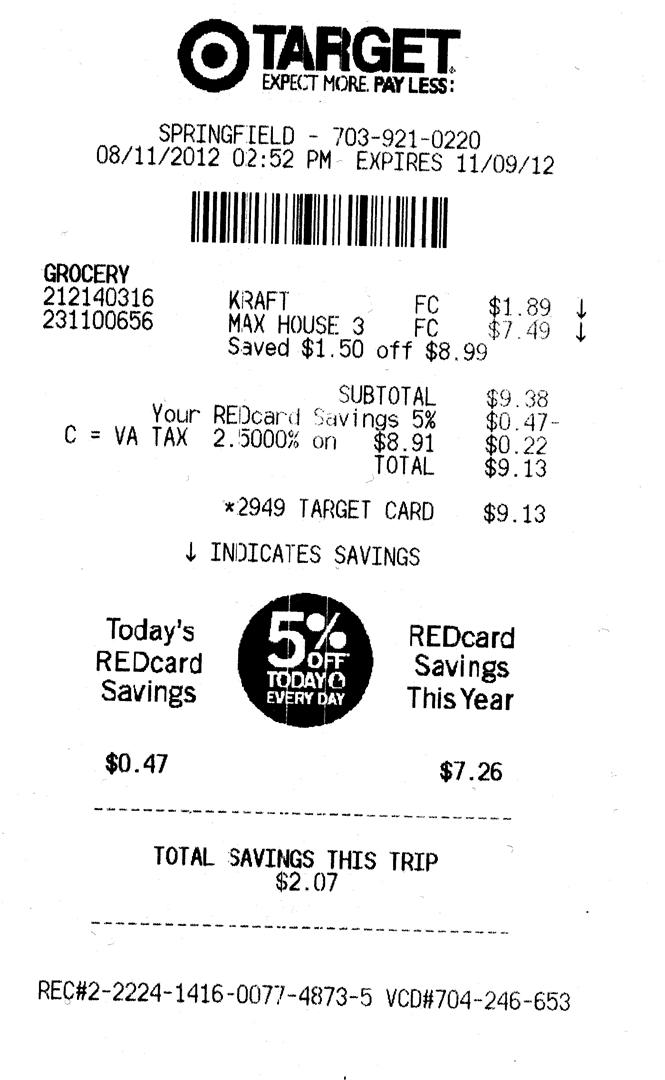 TARGET
EXPECT MORE. PAY LESS.
SPRINGFIELD - 703-921-0220
08/11/2012 02:52 PM EXPIRES 11/09/12
GROCERY
212140316 KRAFT FC $1.89 ↓
231100656 MAX HOUSE 3 FC $7.49 ↓
Saved $1.50 off $8.99
SUBTOTAL $9.38
Your REDcard Savings 5% $0.47-
C = VA TAX 2.5000% on $8.91 $0.22
TOTAL $9.13
*2949 TARGET CARD $9.13
↓ INDICATES SAVINGS
Today's
REDcard
Savings
$0.47
5%
OFF
TODAY&
EVERY DAY
REDcard
Savings
This Year
$7.26
TOTAL SAVINGS THIS TRIP
$2.07
REC#2-2224-1416-0077-4873-5 VCD#704-246-653